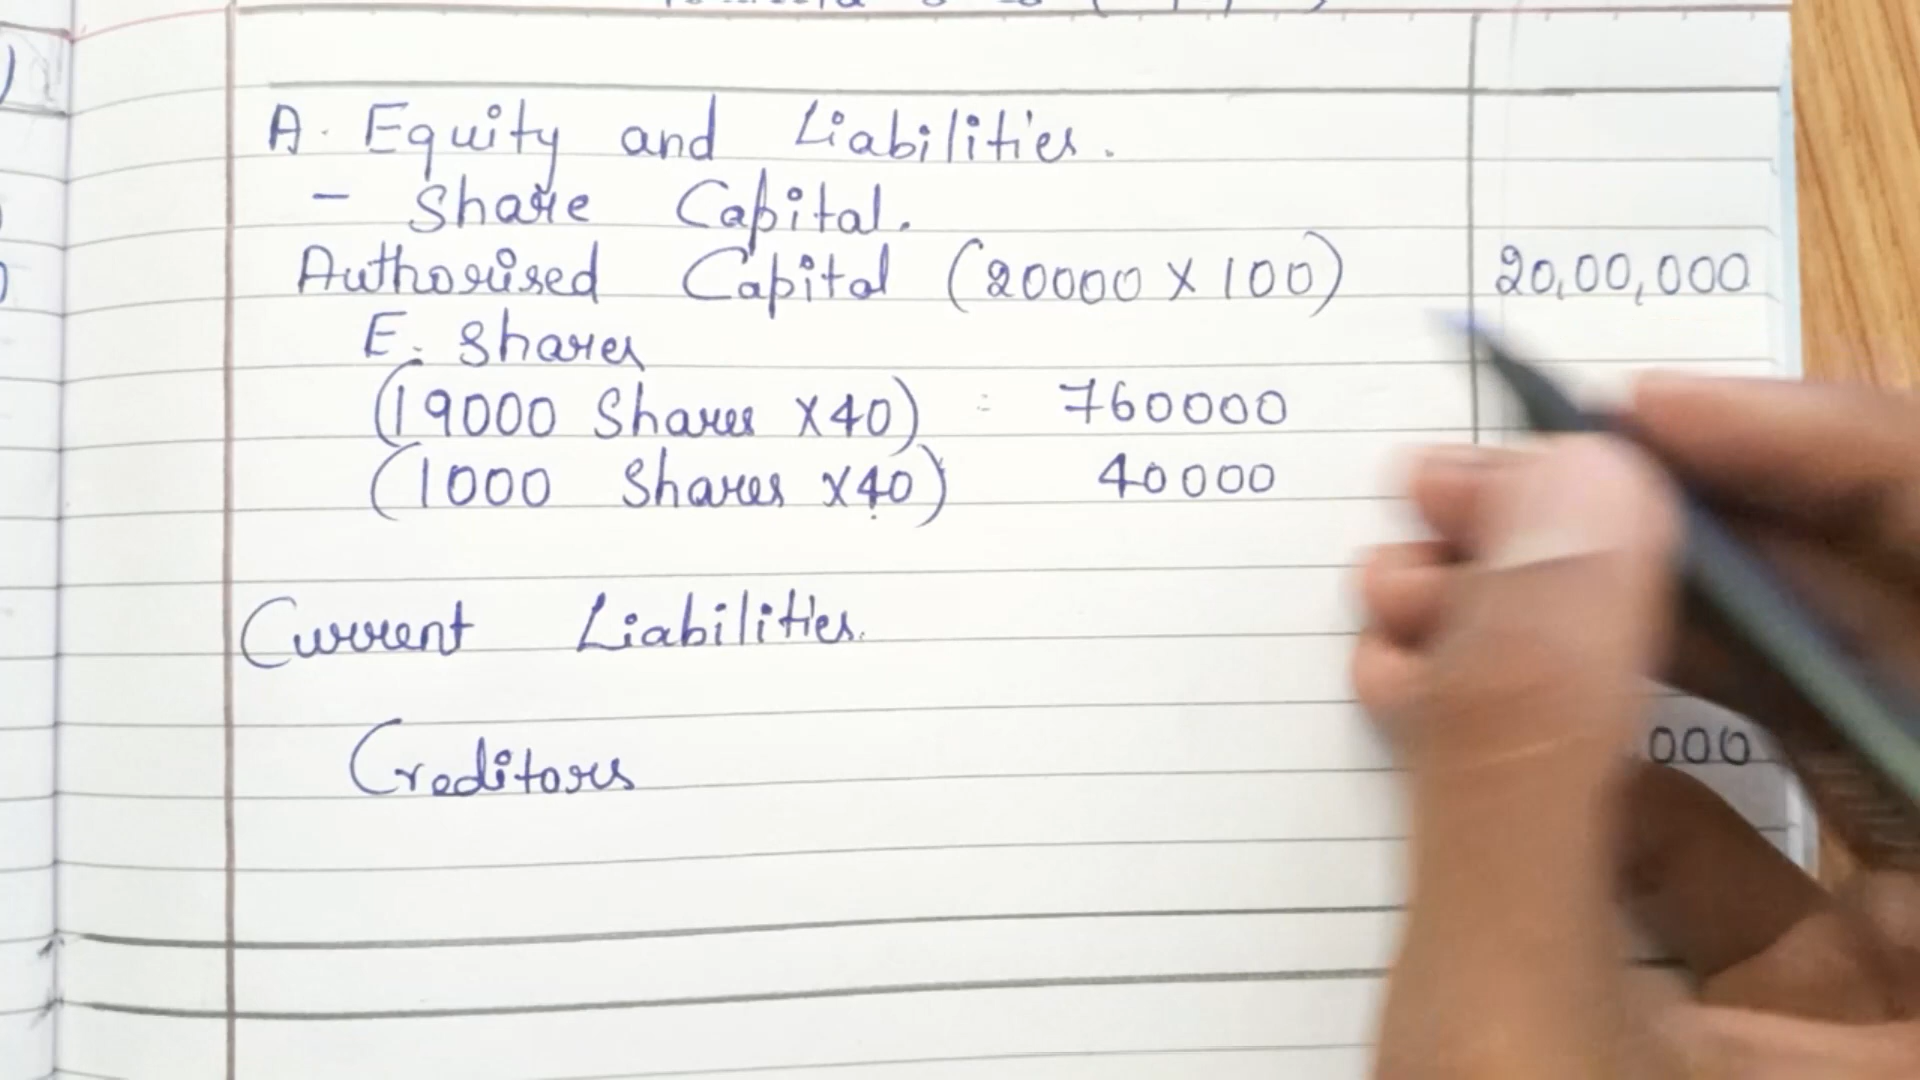 A. Equity and Liabilities.
- Share Capital.
Authorised Capital (20000 X 100) 20,00,000
E. Shares
(19000 Shares X40) = 760000
(1000 Shares X40) 40000
Current Liabilities.
Creditors 000